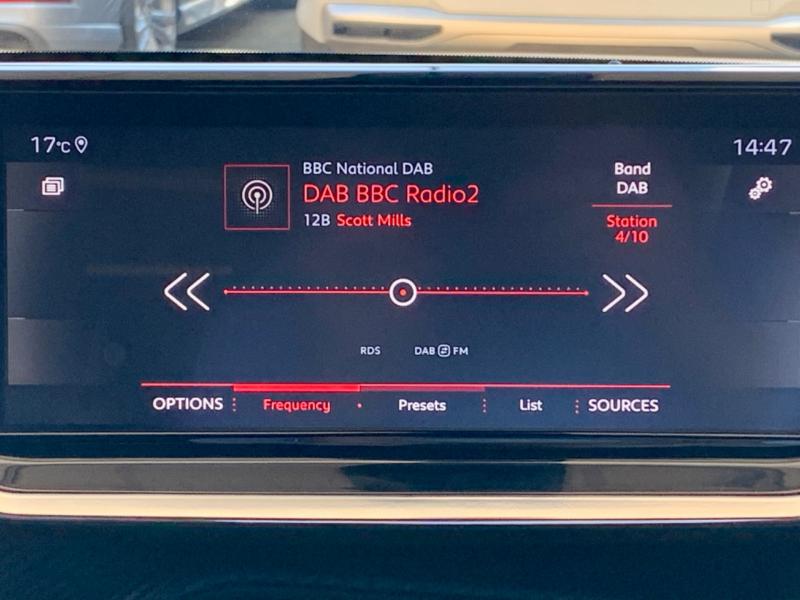 17°C
14:47
BBC National DAB
DAB BBC Radio2
12B Scott Mills
Band
DAB
Station
4/10
RDS
DAB FM
OPTIONS
Frequency
Presets
List
SOURCES